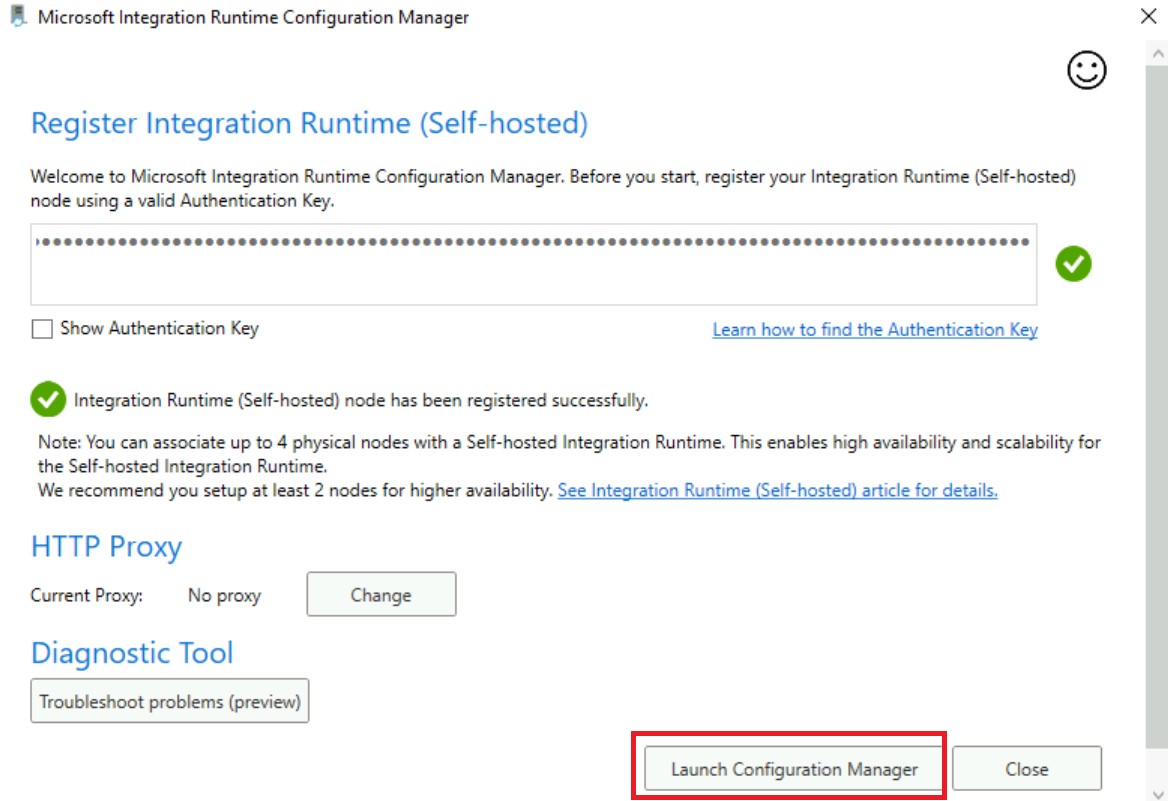 Microsoft Integration Runtime Configuration Manager
Register Integration Runtime (Self-hosted)
Welcome to Microsoft Integration Runtime Configuration Manager. Before you start, register your Integration Runtime (Self-hosted)
node using a valid Authentication Key.
Show Authentication Key
Learn how to find the Authentication Key
Integration Runtime (Self-hosted) node has been registered successfully.
Note: You can associate up to 4 physical nodes with a Self-hosted Integration Runtime. This enables high availability and scalability for
the Self-hosted Integration Runtime.
We recommend you setup at least 2 nodes for higher availability. See Integration Runtime (Self-hosted) article for details.
HTTP Proxy
Current Proxy: No proxy Change
Diagnostic Tool
Troubleshoot problems (preview)
Launch Configuration Manager Close